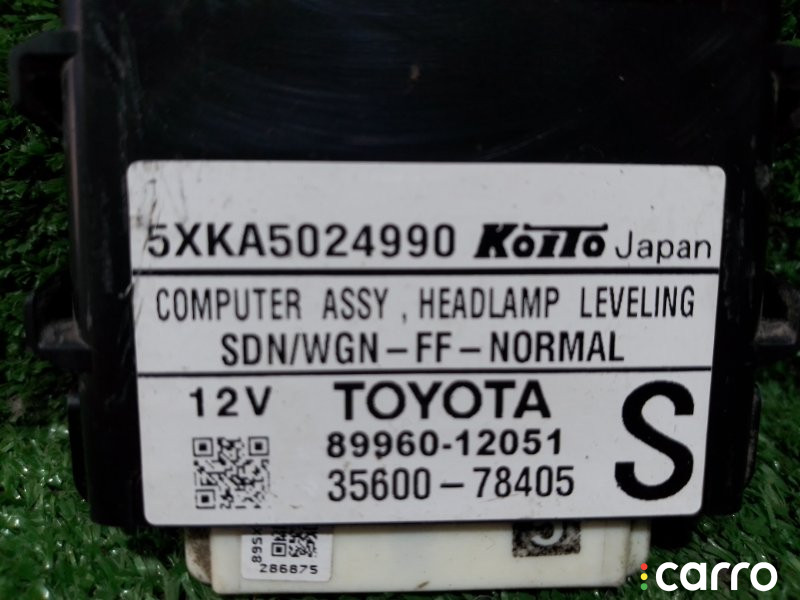 5XKA5024990 KOITO Japan
COMPUTER ASSY , HEADLAMP LEVELING
SDN/WGN-FF-NORMAL
12V TOYOTA S
89960-12051
35600-78405
286875
carro